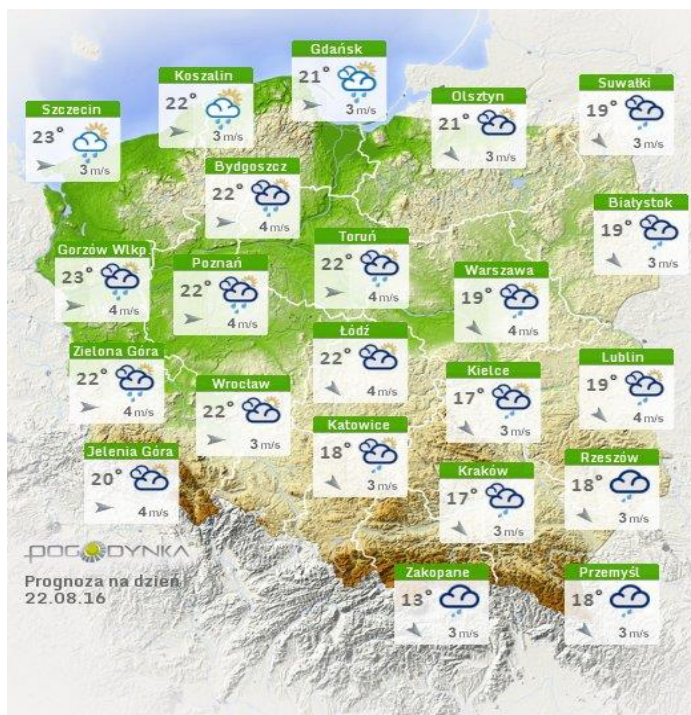 Gdańsk
21°
3 m/s
Koszalin
22°
3 m/s
Szczecin
23°
3 m/s
Olsztyn
21°
3 m/s
Suwałki
19°
3 m/s
Bydgoszcz
22°
4 m/s
Białystok
19°
3 m/s
Gorzów Wlkp
23°
4 m/s
Poznań
22°
4 m/s
Toruń
22°
4 m/s
Warszawa
19°
4 m/s
Zielona Góra
22°
4 m/s
Wrocław
22°
3 m/s
Łódź
22°
4 m/s
Kielce
17°
3 m/s
Lublin
19°
4 m/s
Jelenia Góra
20°
4 m/s
Katowice
18°
3 m/s
Kraków
17°
3 m/s
Rzeszów
18°
3 m/s
POGODYNKA
Prognoza na dzień
22.08.16
Zakopane
13°
3 m/s
Przemyśl
18°
3 m/s